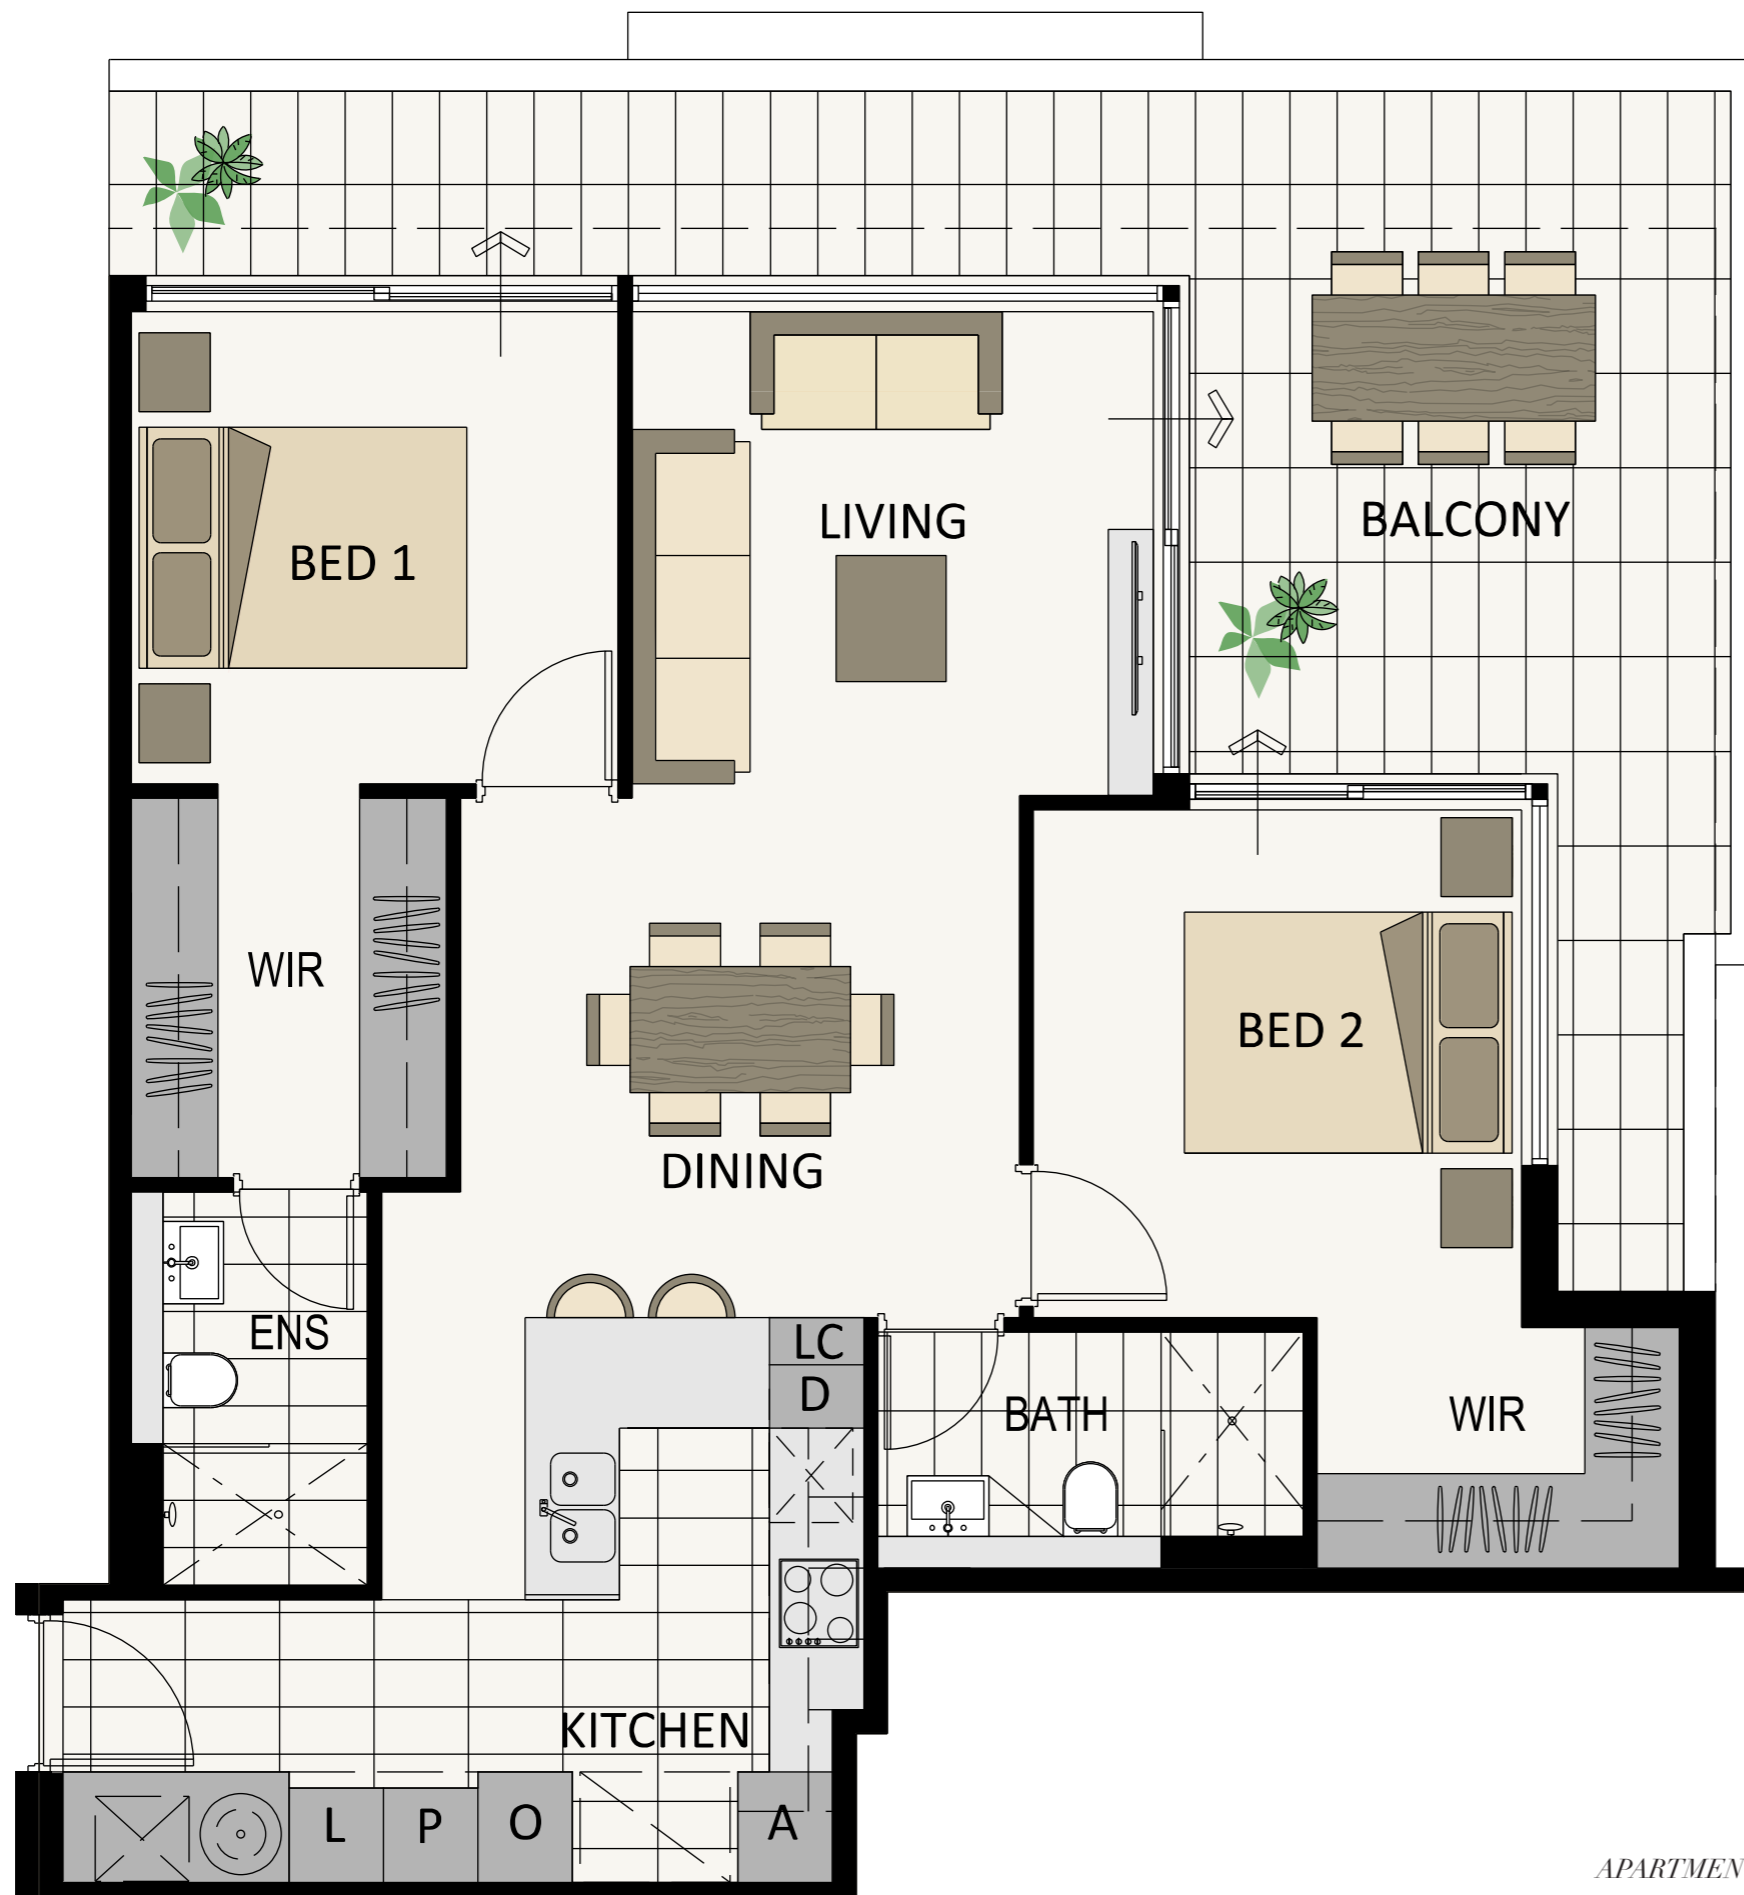 LIVING
BALCONY
BED 1
WIR
BED 2
DINING
ENS
LC
D
BATH
WIR
KITCHEN
L
P
O
A
APARTMEN